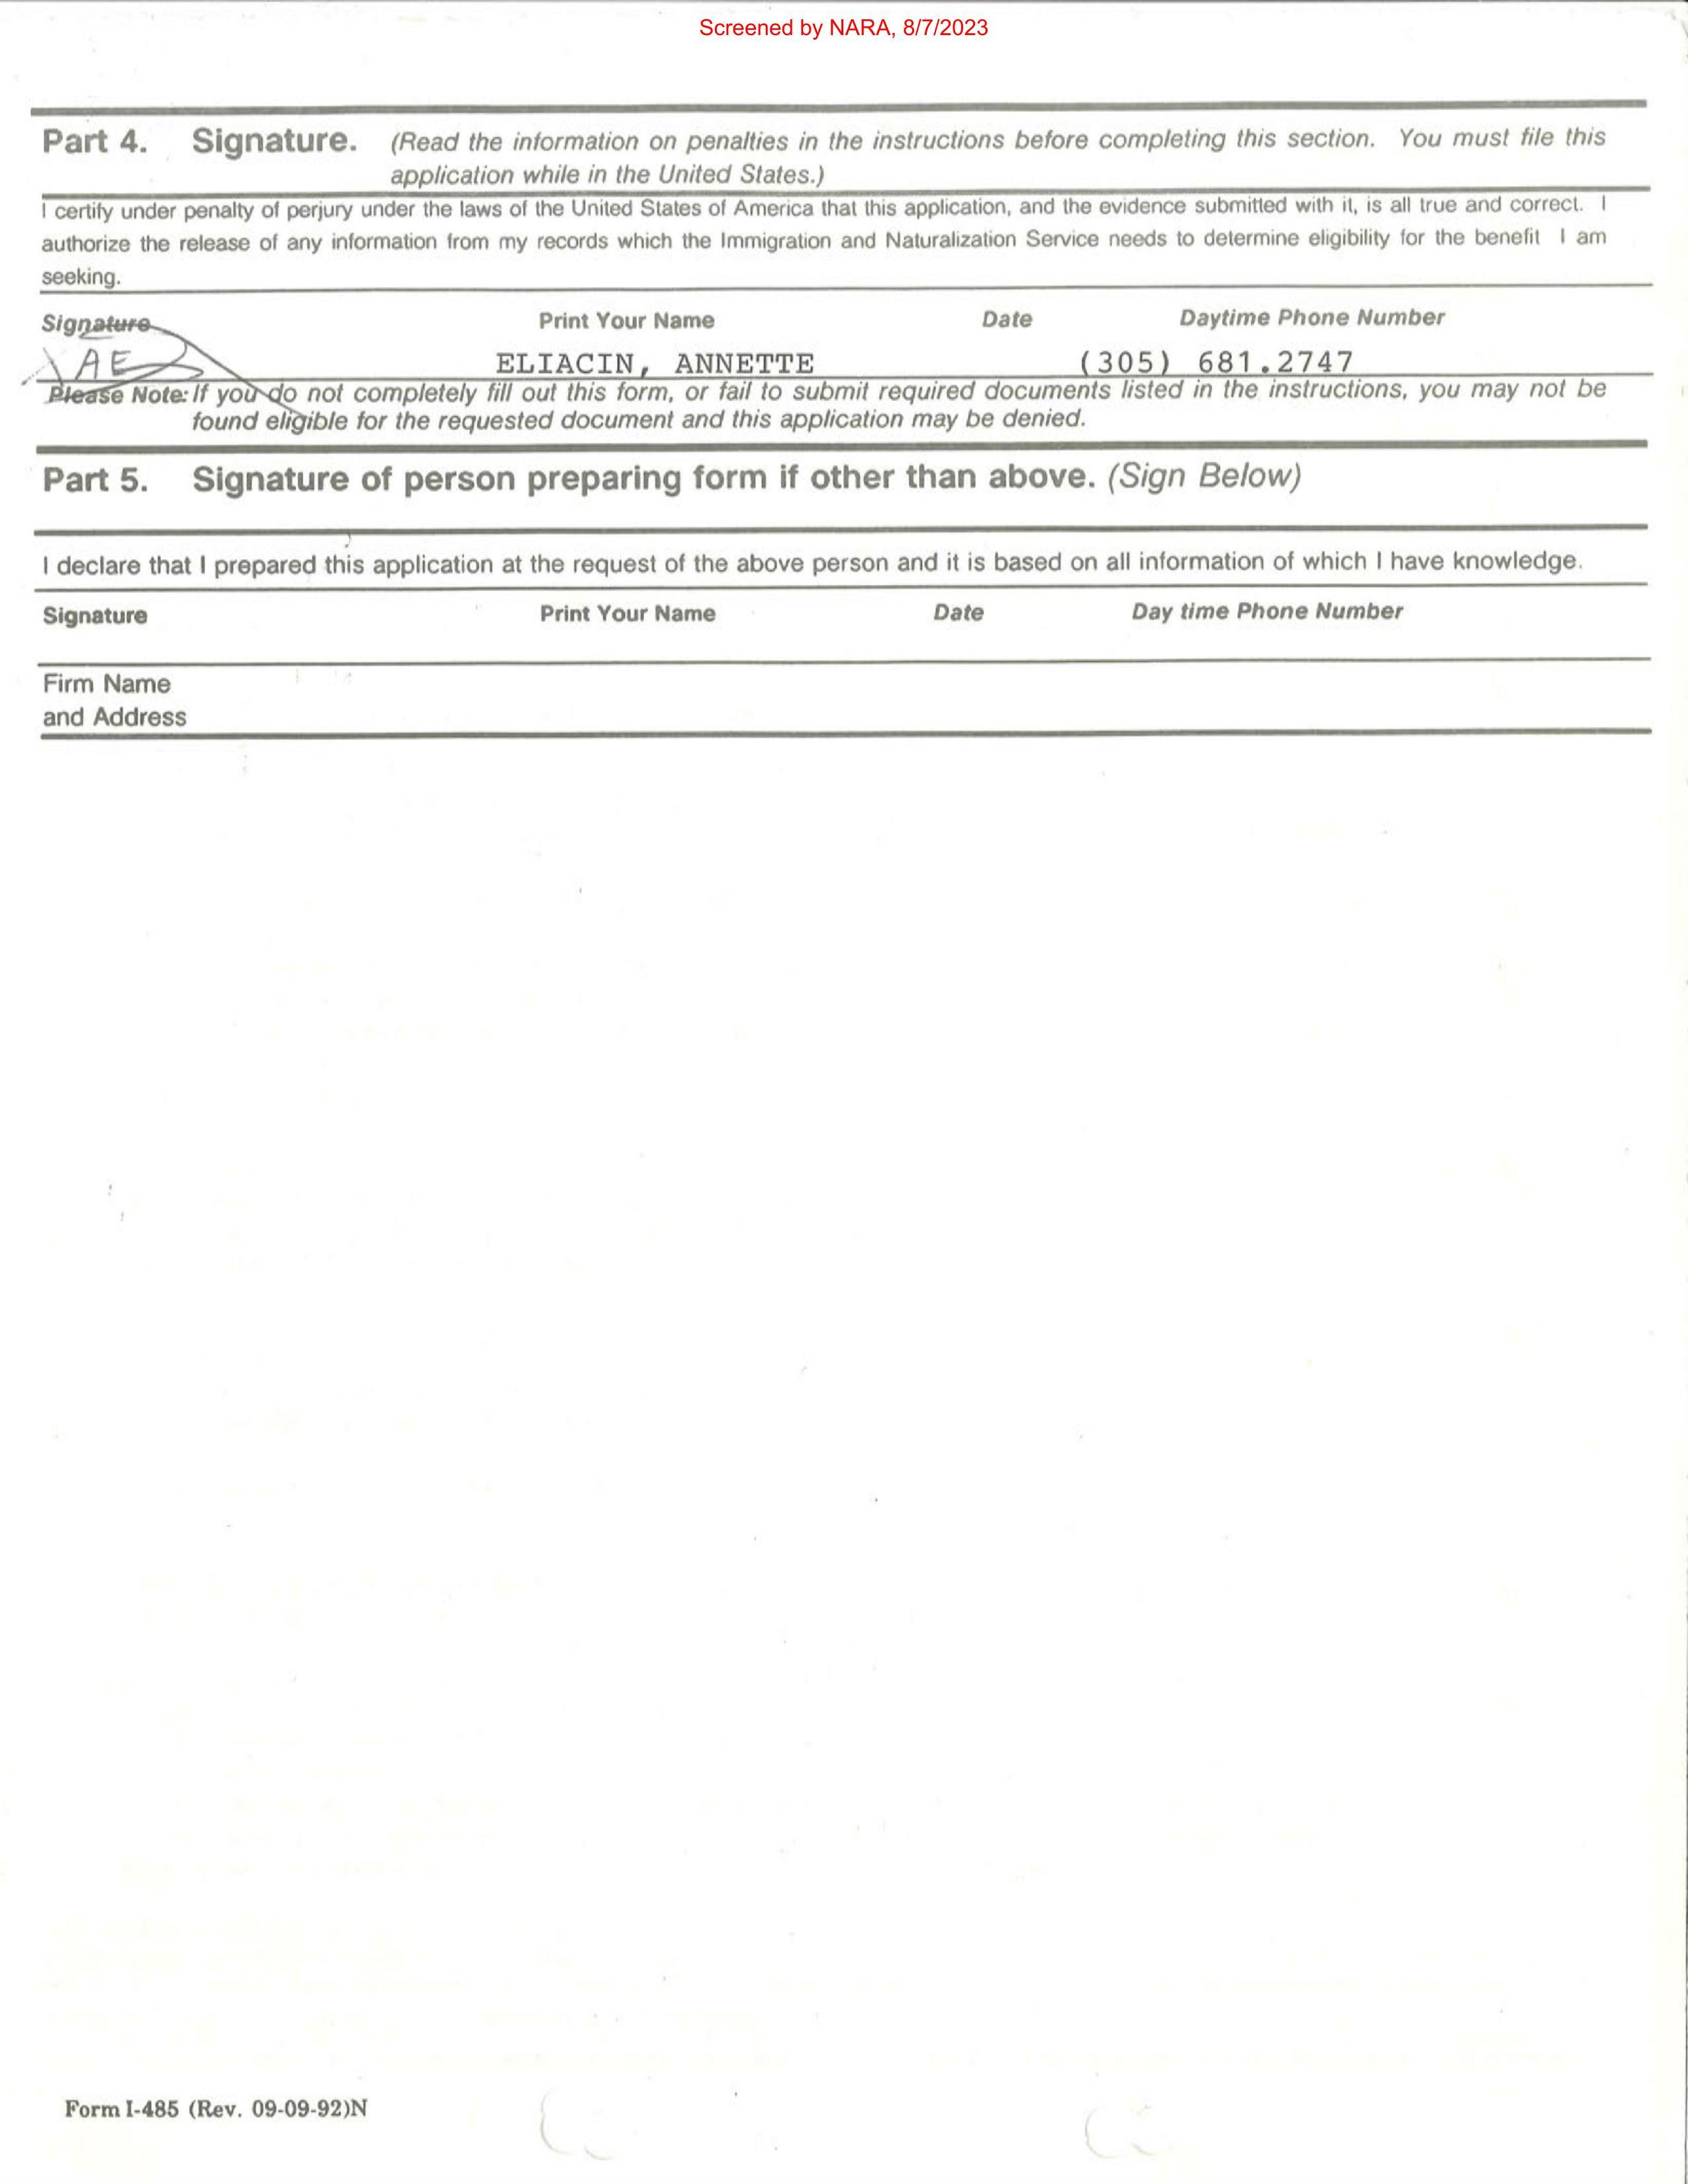 Screened by NARA, 8/7/2023
Part 4. Signature. (Read the information on penalties in the instructions before completing this section. You must file this
application while in the United States.)
I certify under penalty of perjury under the laws of the United States of America that this application, and the evidence submitted with it, is all true and correct. I
authorize the release of any information from my records which the Immigration and Naturalization Service needs to determine eligibility for the benefit I am
seeking.
Signature Print Your Name Date Daytime Phone Number
AE ELIACIN, ANNETTE (305) 681.2747
Please Note: If you do not completely fill out this form, or fail to submit required documents listed in the instructions, you may not be
found eligible for the requested document and this application may be denied.
Part 5. Signature of person preparing form if other than above. (Sign Below)
I declare that I prepared this application at the request of the above person and it is based on all information of which I have knowledge.
Signature Print Your Name Date Day time Phone Number
Firm Name
and Address
Form I-485 (Rev. 09-09-92)N